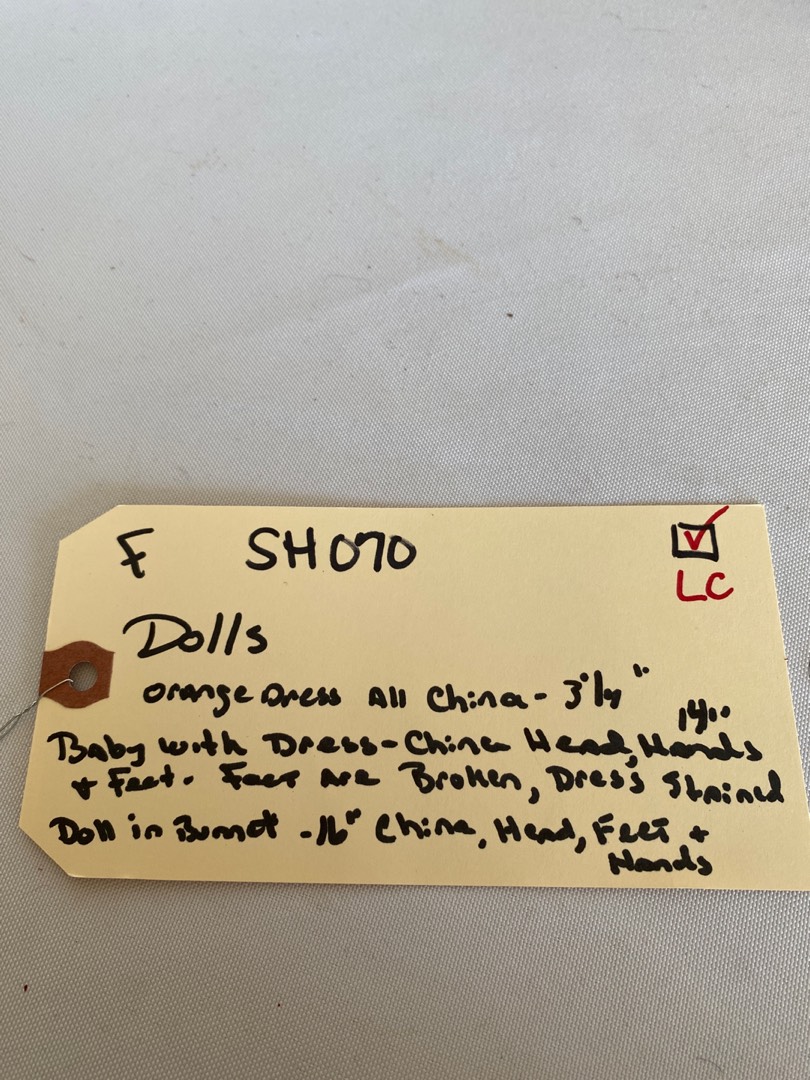 F SH070
LC
Dolls
Orange Dress All China - 3 1/4"
14"
Baby with Dress - China Head, Hands
+ Feet. Feet Are Broken, Dress Stained
Doll in Bonnet - 16" China, Head, Feet +
Hands